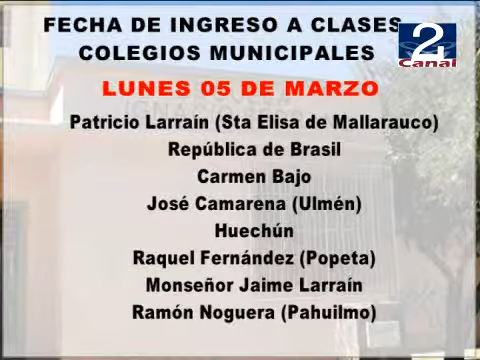 FECHA DE INGRESO A CLASES
COLEGIOS MUNICIPALES
2
Canal
LUNES 05 DE MARZO
Patricio Larraín (Sta Elisa de Mallarauco)
República de Brasil
Carmen Bajo
José Camarena (Ulmén)
Huechún
Raquel Fernández (Popeta)
Monseñor Jaime Larraín
Ramón Noguera (Pahuilmo)